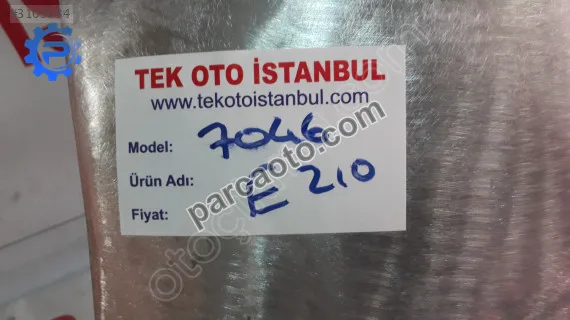 TEK OTO İSTANBUL
www.tekotoistanbul.com
Model: 7046
Ürün Adı: E 210
Fiyat:
parcaoto.com